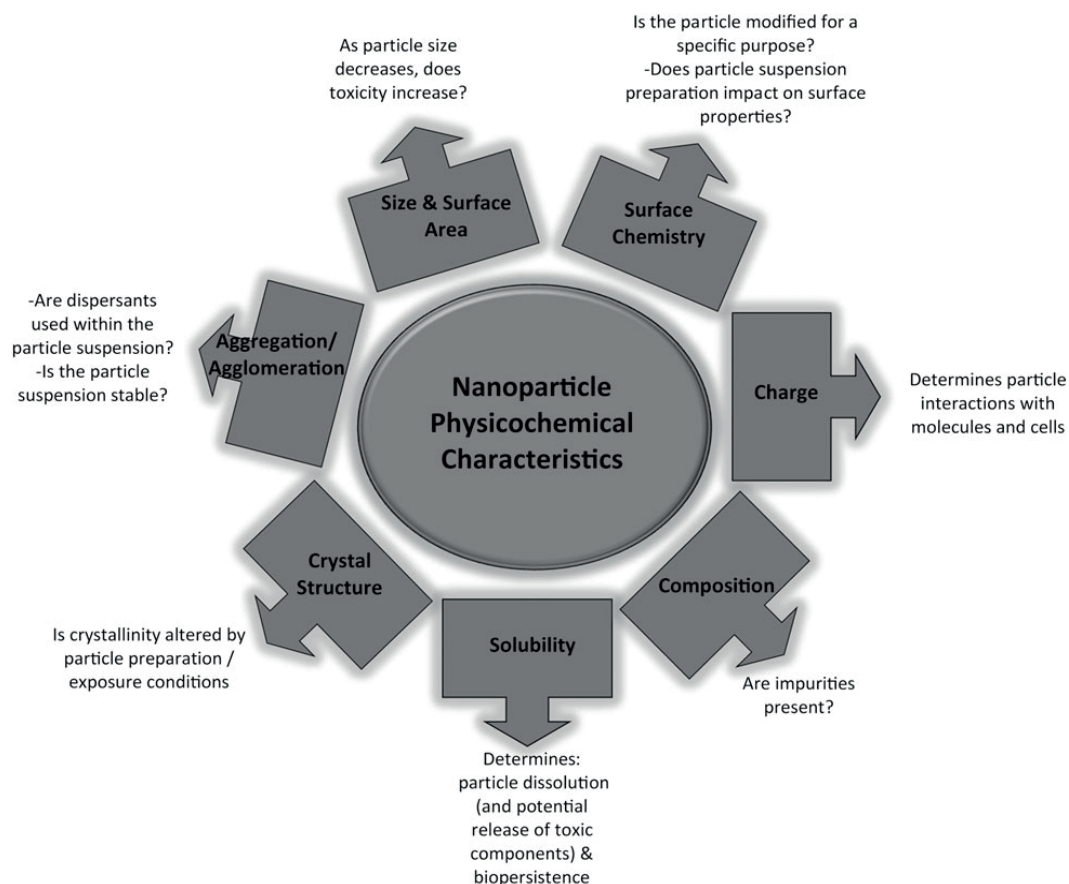 As particle size
decreases, does
toxicity increase?
Is the particle modified for a
specific purpose?
-Does particle suspension
preparation impact on surface
properties?
Size & Surface
Area
Surface
Chemistry
-Are dispersants
used within the
particle suspension?
-Is the particle
suspension stable?
Aggregation/
Agglomeration
Nanoparticle
Physicochemical
Characteristics
Charge
Determines particle
interactions with
molecules and cells
Crystal
Structure
Composition
Solubility
Is crystallinity altered by
particle preparation /
exposure conditions
Are impurities
present?
Determines:
particle dissolution
(and potential
release of toxic
components) &
biopersistence